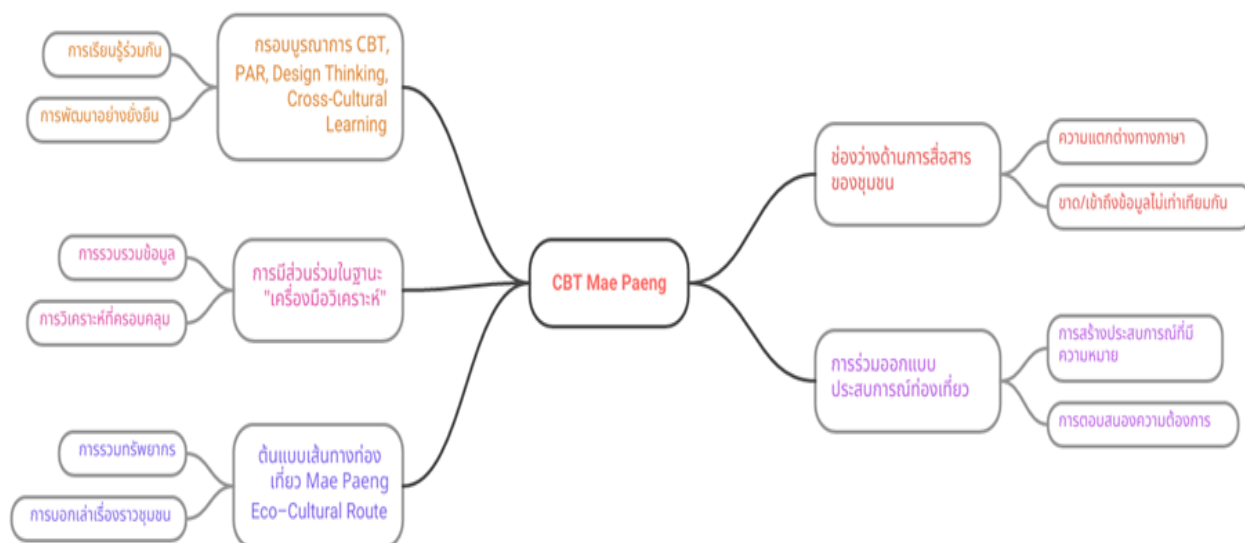 การเรียนรู้ร่วมกัน
การพัฒนาอย่างยั่งยืน
กรอบบูรณาการ CBT,
PAR, Design Thinking,
Cross-Cultural
Learning
การรวบรวมข้อมูล
การวิเคราะห์ที่ครอบคลุม
การมีส่วนร่วมในฐานะ
"เครื่องมือวิเคราะห์"
การรวมทรัพยากร
การบอกเล่าเรื่องราวชุมชน
ต้นแบบเส้นทางท่อง
เที่ยว Mae Paeng
Eco-Cultural Route
CBT Mae Paeng
ช่องว่างด้านการสื่อสาร
ของชุมชน
ความแตกต่างทางภาษา
ขาด/เข้าถึงข้อมูลไม่เท่าเทียมกัน
การร่วมออกแบบ
ประสบการณ์ท่องเที่ยว
การสร้างประสบการณ์ที่มี
ความหมาย
การตอบสนองความต้องการ